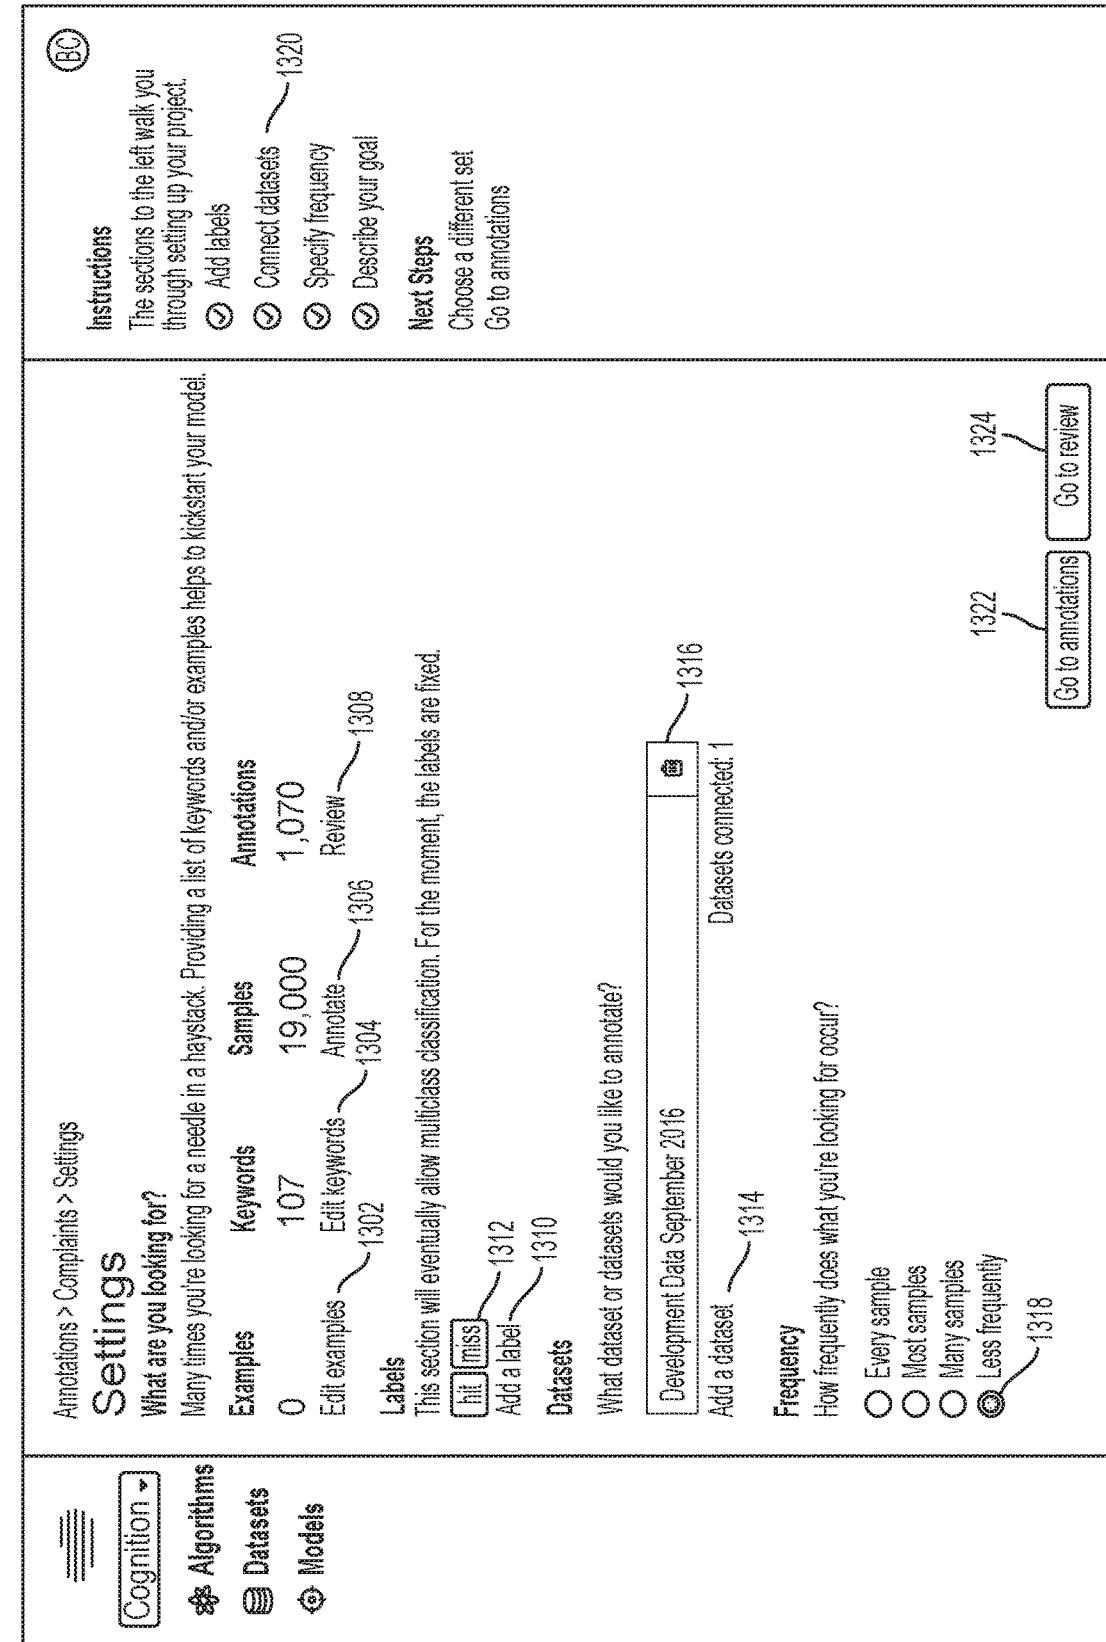 Cognition
Algorithms
Datasets
Models
Annotations > Complaints > Settings
Settings
What are you looking for?
Many times you're looking for a needle in a haystack. Providing a list of keywords and/or examples helps to kickstart your model.
Examples Keywords Samples Annotations
0 107 19,000 1,070
Edit examples 1302 Edit keywords 1304 Annotate 1306 Review 1308
Labels
This section will eventually allow multiclass classification. For the moment, the labels are fixed.
hit miss 1312
Add a label 1310
Datasets
What dataset or datasets would you like to annotate?
Development Data September 2016 1316
Add a dataset 1314 Datasets connected: 1
Frequency
How frequently does what you're looking for occur?
Every sample
Most samples
Many samples
Less frequently
1318
1322 1324
Go to annotations Go to review
BC
Instructions
The sections to the left walk you
through setting up your project.
Add labels
Connect datasets 1320
Specify frequency
Describe your goal
Next Steps
Choose a different set
Go to annotations